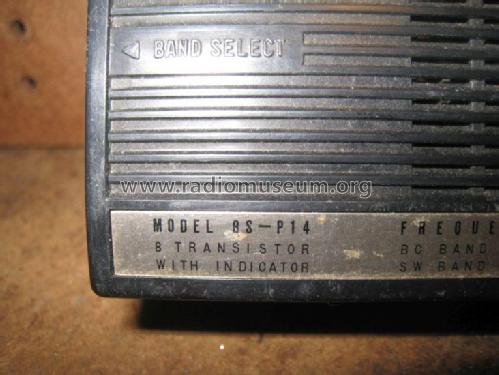 ◁ BAND SELECT
www.radiomuseum.org
MODEL 8S-P14 FREQUE
8 TRANSISTOR BC BAND
WITH INDICATOR SW BAND